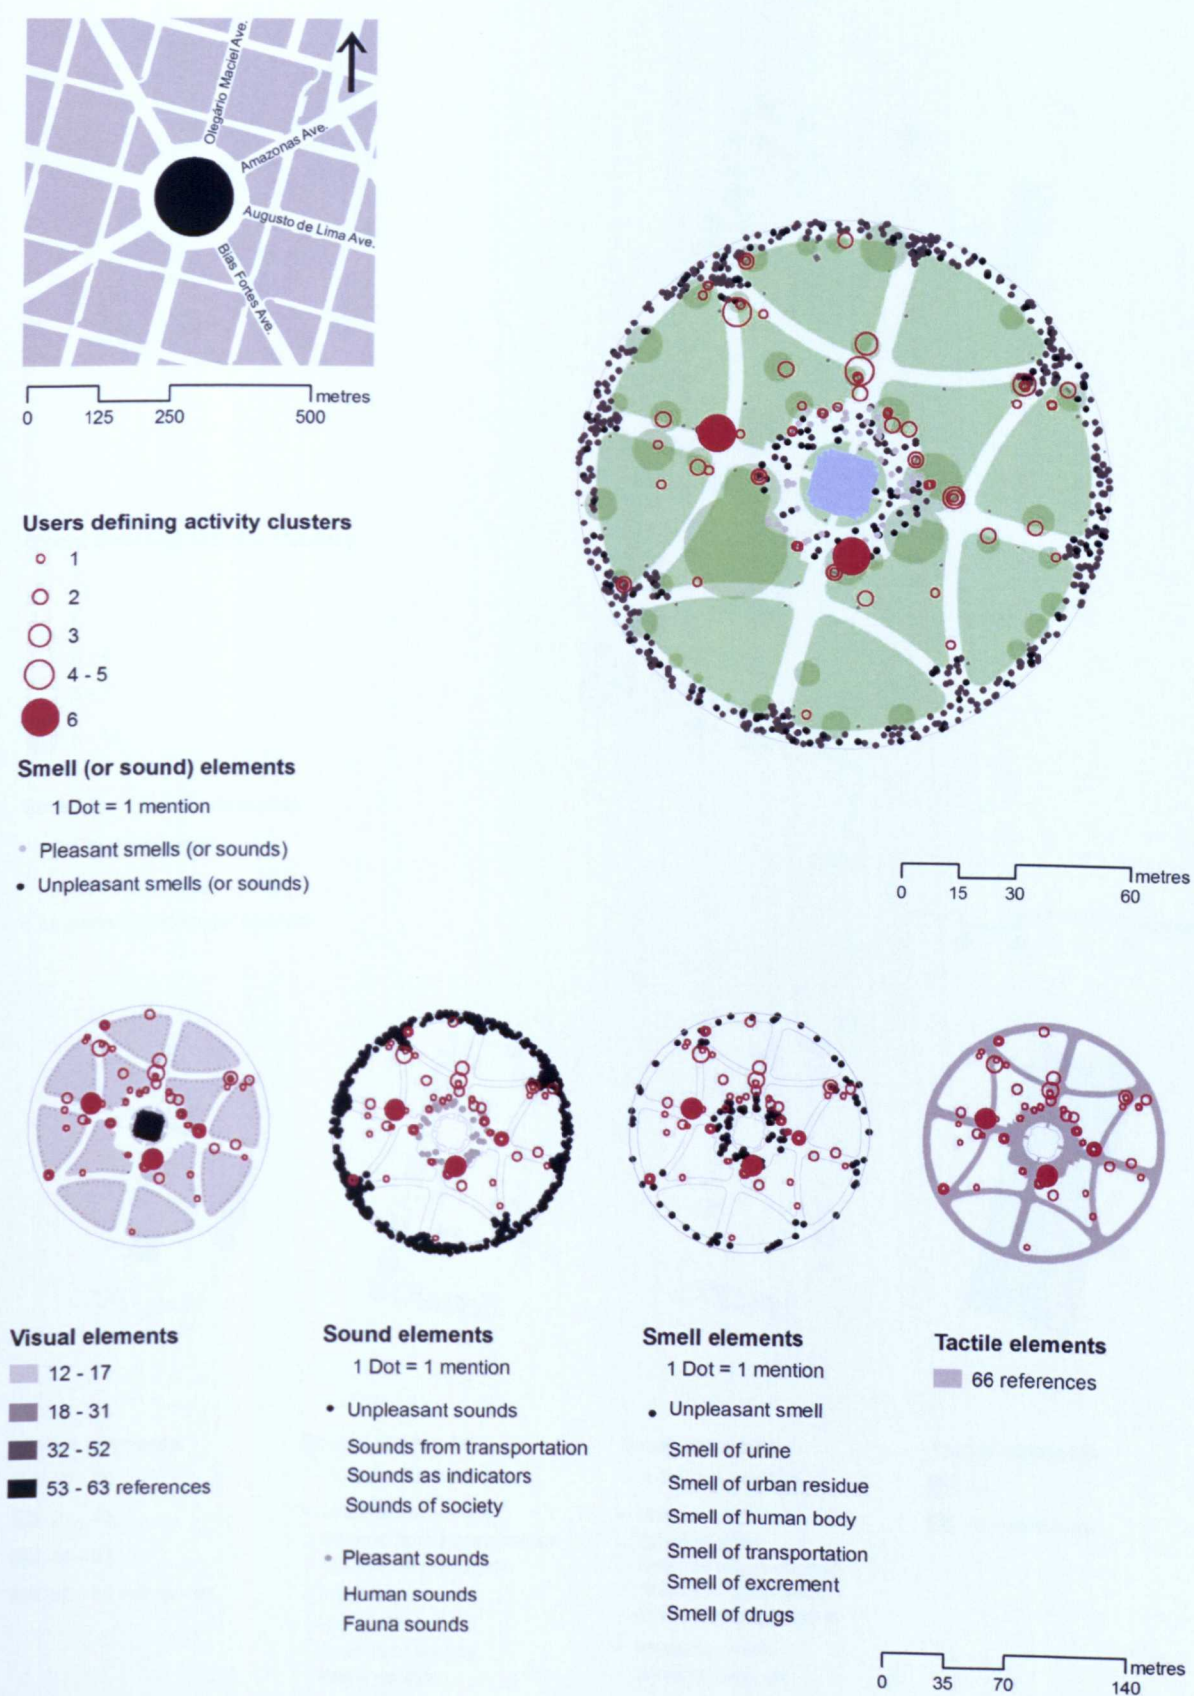 Olegário Maciel Ave.
Amazonas Ave.
Augusto de Lima Ave.
Bias Fortes Ave.
metres
0 125 250 500
Users defining activity clusters
1
2
3
4 - 5
6
Smell (or sound) elements
1 Dot = 1 mention
Pleasant smells (or sounds)
Unpleasant smells (or sounds)
metres
0 15 30 60
Visual elements
12 - 17
18 - 31
32 - 52
53 - 63 references
Sound elements
1 Dot = 1 mention
Unpleasant sounds
Sounds from transportation
Sounds as indicators
Sounds of society
Pleasant sounds
Human sounds
Fauna sounds
Smell elements
1 Dot = 1 mention
Unpleasant smell
Smell of urine
Smell of urban residue
Smell of human body
Smell of transportation
Smell of excrement
Smell of drugs
Tactile elements
66 references
metres
0 35 70 140